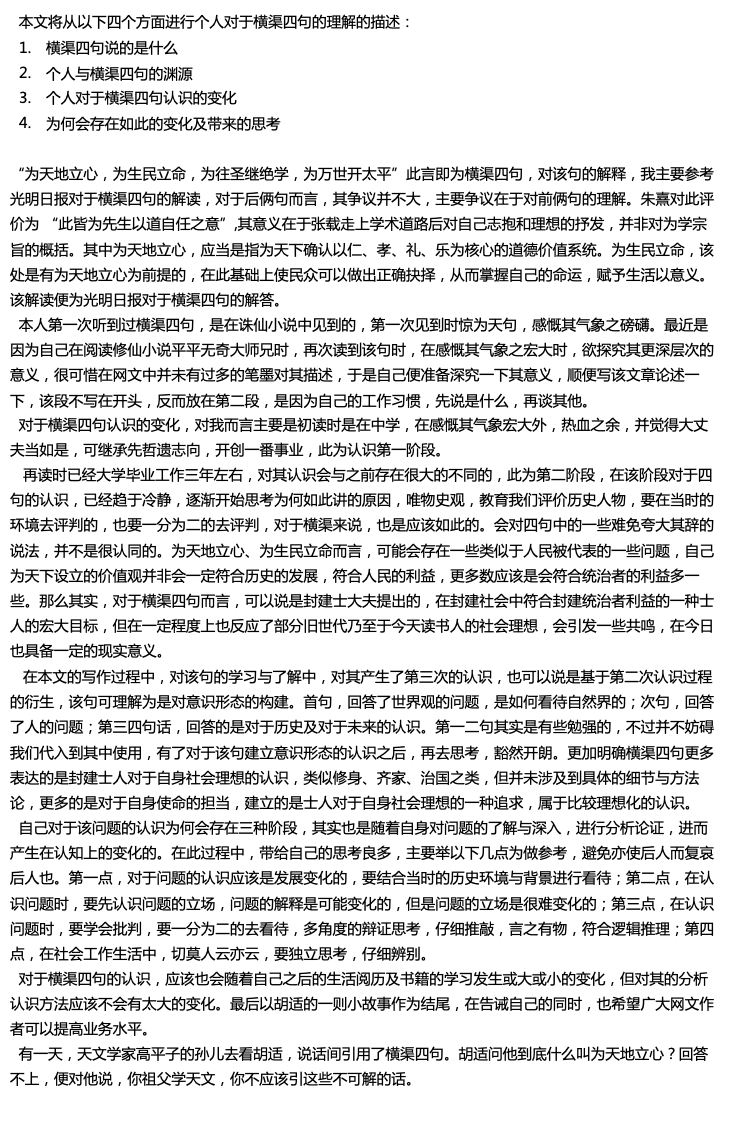 本文将从以下四个方面进行个人对于横渠四句的理解的描述：
1. 横渠四句说的是什么
2. 个人与横渠四句的渊源
3. 个人对于横渠四句认识的变化
4. 为何会存在如此的变化及带来的思考
“为天地立心，为生民立命，为往圣继绝学，为万世开太平”此言即为横渠四句，对该句的解释，我主要参考
光明日报对于横渠四句的解读，对于后俩句而言，其争议并不大，主要争议在于对前俩句的理解。朱熹对此评
价为 “此皆为先生以道自任之意”,其意义在于张载走上学术道路后对自己志抱和理想的抒发，并非对为学宗
旨的概括。其中为天地立心，应当是指为天下确认以仁、孝、礼、乐为核心的道德价值系统。为生民立命，该
处是有为天地立心为前提的，在此基础上使民众可以做出正确抉择，从而掌握自己的命运，赋予生活以意义。
该解读便为光明日报对于横渠四句的解答。
本人第一次听到过横渠四句，是在诛仙小说中见到的，第一次见到时惊为天句，感慨其气象之磅礴。最近是
因为自己在阅读修仙小说平平无奇大师兄时，再次读到该句时，在感慨其气象之宏大时，欲探究其更深层次的
意义，很可惜在网文中并未有过多的笔墨对其描述，于是自己便准备深究一下其意义，顺便写该文章论述一
下，该段不写在开头，反而放在第二段，是因为自己的工作习惯，先说是什么，再谈其他。
对于横渠四句认识的变化，对我而言主要是初读时是在中学，在感慨其气象宏大外，热血之余，并觉得大丈
夫当如是，可继承先哲遗志向，开创一番事业，此为认识第一阶段。
再读时已经大学毕业工作三年左右，对其认识会与之前存在很大的不同的，此为第二阶段，在该阶段对于四
句的认识，已经趋于冷静，逐渐开始思考为何如此讲的原因，唯物史观，教育我们评价历史人物，要在当时的
环境去评判的，也要一分为二的去评判，对于横渠来说，也是应该如此的。会对四句中的一些难免夸大其辞的
说法，并不是很认同的。为天地立心、为生民立命而言，可能会存在一些类似于人民被代表的一些问题，自己
为天下设立的价值观并非会一定符合历史的发展，符合人民的利益，更多数应该是会符合统治者的利益多一
些。那么其实，对于横渠四句而言，可以说是封建士大夫提出的，在封建社会中符合封建统治者利益的一种士
人的宏大目标，但在一定程度上也反应了部分旧世代乃至于今天读书人的社会理想，会引发一些共鸣，在今日
也具备一定的现实意义。
在本文的写作过程中，对该句的学习与了解中，对其产生了第三次的认识，也可以说是基于第二次认识过程
的衍生，该句可理解为是对意识形态的构建。首句，回答了世界观的问题，是如何看待自然界的；次句，回答
了人的问题；第三四句话，回答的是对于历史及对于未来的认识。第一二句其实是有些勉强的，不过并不妨碍
我们代入到其中使用，有了对于该句建立意识形态的认识之后，再去思考，豁然开朗。更加明确横渠四句更多
表达的是封建士人对于自身社会理想的认识，类似修身、齐家、治国之类，但并未涉及到具体的细节与方法
论，更多的是对于自身使命的担当，建立的是士人对于自身社会理想的一种追求，属于比较理想化的认识。
自己对于该问题的认识为何会存在三种阶段，其实也是随着自身对问题的了解与深入，进行分析论证，进而
产生在认知上的变化的。在此过程中，带给自己的思考良多，主要举以下几点为做参考，避免亦使后人而复哀
后人也。第一点，对于问题的认识应该是发展变化的，要结合当时的历史环境与背景进行看待；第二点，在认
识问题时，要先认识问题的立场，问题的解释是可能变化的，但是问题的立场是很难变化的；第三点，在认识
问题时，要学会批判，要一分为二的去看待，多角度的辩证思考，仔细推敲，言之有物，符合逻辑推理；第四
点，在社会工作生活中，切莫人云亦云，要独立思考，仔细辨别。
对于横渠四句的认识，应该也会随着自己之后的生活阅历及书籍的学习发生或大或小的变化，但对其的分析
认识方法应该不会有太大的变化。最后以胡适的一则小故事作为结尾，在告诫自己的同时，也希望广大网文作
者可以提高业务水平。
有一天，天文学家高平子的孙儿去看胡适，说话间引用了横渠四句。胡适问他到底什么叫为天地立心？回答
不上，便对他说，你祖父学天文，你不应该引这些不可解的话。